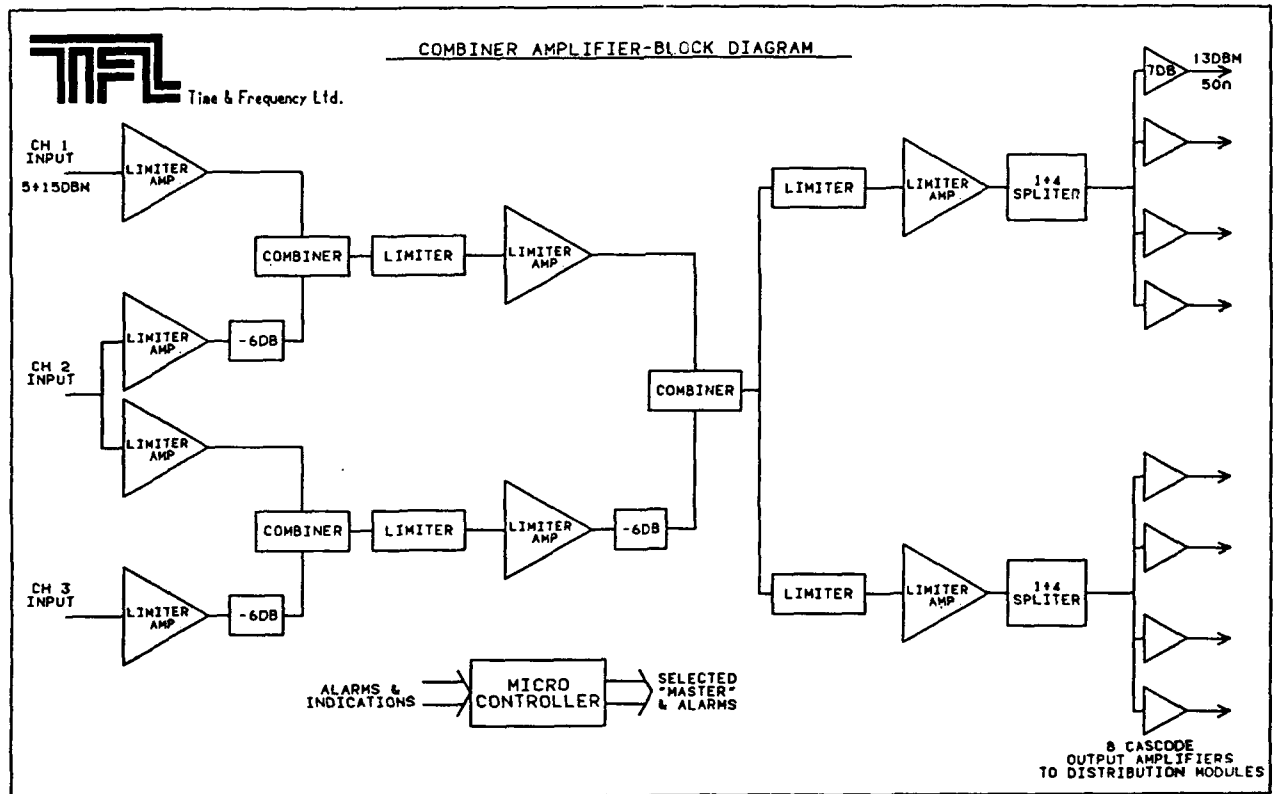 COMBINER AMPLIFIER-BLOCK DIAGRAM
TFL
Time & Frequency Ltd.
CH 1
INPUT
5+15DBM
LIMITER
AMP
COMBINER
LIMITER
LIMITER
AMP
CH 2
INPUT
LIMITER
AMP
-6DB
LIMITER
AMP
COMBINER
LIMITER
LIMITER
AMP
-6DB
CH 3
INPUT
LIMITER
AMP
-6DB
COMBINER
LIMITER
LIMITER
AMP
1+4
SPLITER
7DB
13DBM
50Ω
LIMITER
LIMITER
AMP
1+4
SPLITER
ALARMS &
INDICATIONS
MICRO
CONTROLLER
SELECTED
"MASTER"
& ALARMS
8 CASCODE
OUTPUT AMPLIFIERS
TO DISTRIBUTION MODULES